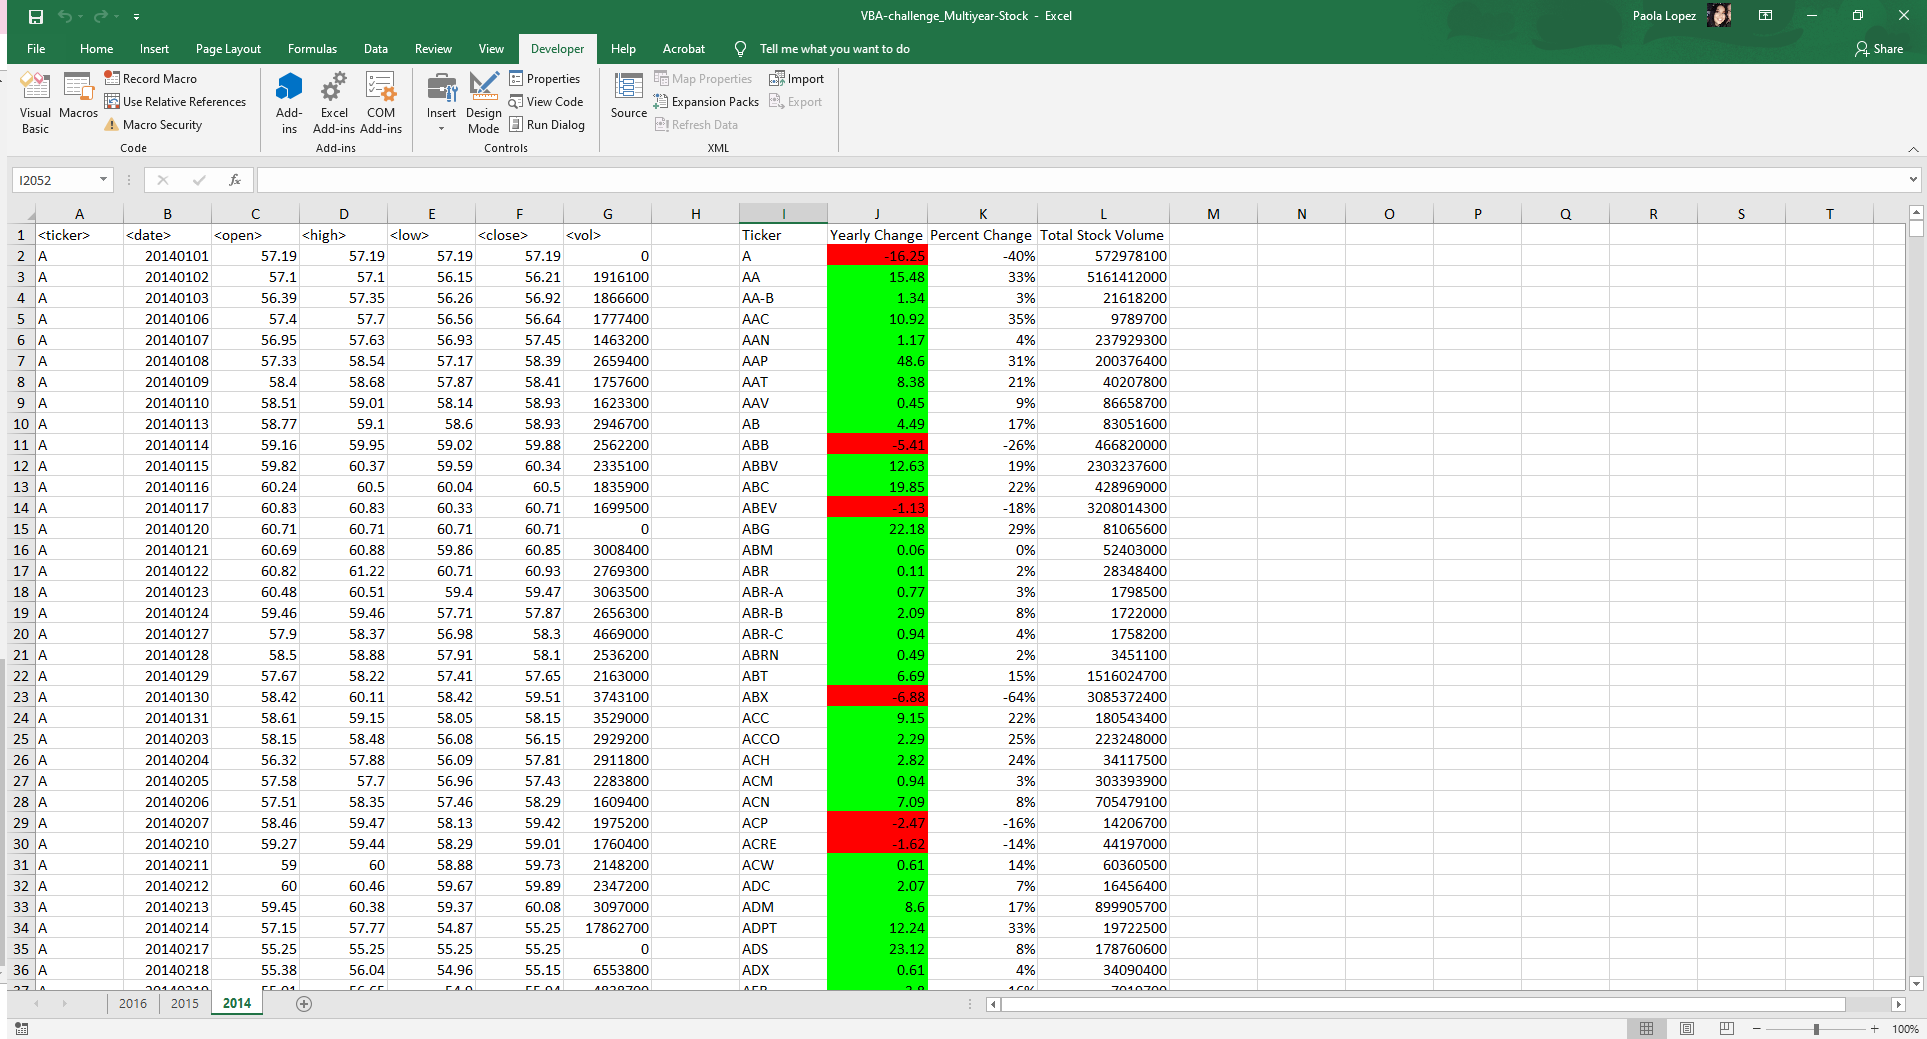 VBA-challenge_Multiyear-Stock - Excel
Paola Lopez
File Home Insert Page Layout Formulas Data Review View Developer Help Acrobat Tell me what you want to do Share
Visual Basic
Macros
Record Macro
Use Relative References
Macro Security
Code
Add-ins
Excel Add-ins
COM Add-ins
Add-ins
Insert
Design Mode
Properties
View Code
Run Dialog
Controls
Source
Map Properties
Expansion Packs
Refresh Data
Import
Export
XML
I2052 fx
A B C D E F G H I J K L M N O P Q R S T
1 <ticker> <date> <open> <high> <low> <close> <vol> Ticker Yearly Change Percent Change Total Stock Volume
2 A 20140101 57.19 57.19 57.19 57.19 0 A -16.25 -40% 572978100
3 A 20140102 57.1 57.1 56.15 56.21 1916100 AA 15.48 33% 5161412000
4 A 20140103 56.39 57.35 56.26 56.92 1866600 AA-B 1.34 3% 21618200
5 A 20140106 57.4 57.7 56.56 56.64 1777400 AAC 10.92 35% 9789700
6 A 20140107 56.95 57.63 56.93 57.45 1463200 AAN 1.17 4% 237929300
7 A 20140108 57.33 58.54 57.17 58.39 2659400 AAP 48.6 31% 200376400
8 A 20140109 58.4 58.68 57.87 58.41 1757600 AAT 8.38 21% 40207800
9 A 20140110 58.51 59.01 58.14 58.93 1623300 AAV 0.45 9% 86658700
10 A 20140113 58.77 59.1 58.6 58.93 2946700 AB 4.49 17% 83051600
11 A 20140114 59.16 59.95 59.02 59.88 2562200 ABB -5.41 -26% 466820000
12 A 20140115 59.82 60.37 59.59 60.34 2335100 ABBV 12.63 19% 2303237600
13 A 20140116 60.24 60.5 60.04 60.5 1835900 ABC 19.85 22% 428969000
14 A 20140117 60.83 60.83 60.33 60.71 1699500 ABEV -1.13 -18% 3208014300
15 A 20140120 60.71 60.71 60.71 60.71 0 ABG 22.18 29% 81065600
16 A 20140121 60.69 60.88 59.86 60.85 3008400 ABM 0.06 0% 52403000
17 A 20140122 60.82 61.22 60.71 60.93 2769300 ABR 0.11 2% 28348400
18 A 20140123 60.48 60.51 59.4 59.47 3063500 ABR-A 0.77 3% 1798500
19 A 20140124 59.46 59.46 57.71 57.87 2656300 ABR-B 2.09 8% 1722000
20 A 20140127 57.9 58.37 56.98 58.3 4669000 ABR-C 0.94 4% 1758200
21 A 20140128 58.5 58.88 57.91 58.1 2536200 ABRN 0.49 2% 3451100
22 A 20140129 57.67 58.22 57.41 57.65 2163000 ABT 6.69 15% 1516024700
23 A 20140130 58.42 60.11 58.42 59.51 3743100 ABX -6.88 -64% 3085372400
24 A 20140131 58.61 59.15 58.05 58.15 3529000 ACC 9.15 22% 180543400
25 A 20140203 58.15 58.48 56.08 56.15 2929200 ACCO 2.29 25% 223248000
26 A 20140204 56.32 57.88 56.09 57.81 2911800 ACH 2.82 24% 34117500
27 A 20140205 57.58 57.7 56.96 57.43 2283800 ACM 0.94 3% 303393900
28 A 20140206 57.51 58.35 57.46 58.29 1609400 ACN 7.09 8% 705479100
29 A 20140207 58.46 59.47 58.13 59.42 1975200 ACP -2.47 -16% 14206700
30 A 20140210 59.27 59.44 58.29 59.01 1760400 ACRE -1.62 -14% 44197000
31 A 20140211 59 60 58.88 59.73 2148200 ACW 0.61 14% 60360500
32 A 20140212 60 60.46 59.67 59.89 2347200 ADC 2.07 7% 16456400
33 A 20140213 59.45 60.38 59.37 60.08 3097000 ADM 8.6 17% 899905700
34 A 20140214 57.15 57.77 54.87 55.25 17862700 ADPT 12.24 33% 19722500
35 A 20140217 55.25 55.25 55.25 55.25 0 ADS 23.12 8% 178760600
36 A 20140218 55.38 56.04 54.96 55.15 6553800 ADX 0.61 4% 34090400
2016 2015 2014
100%